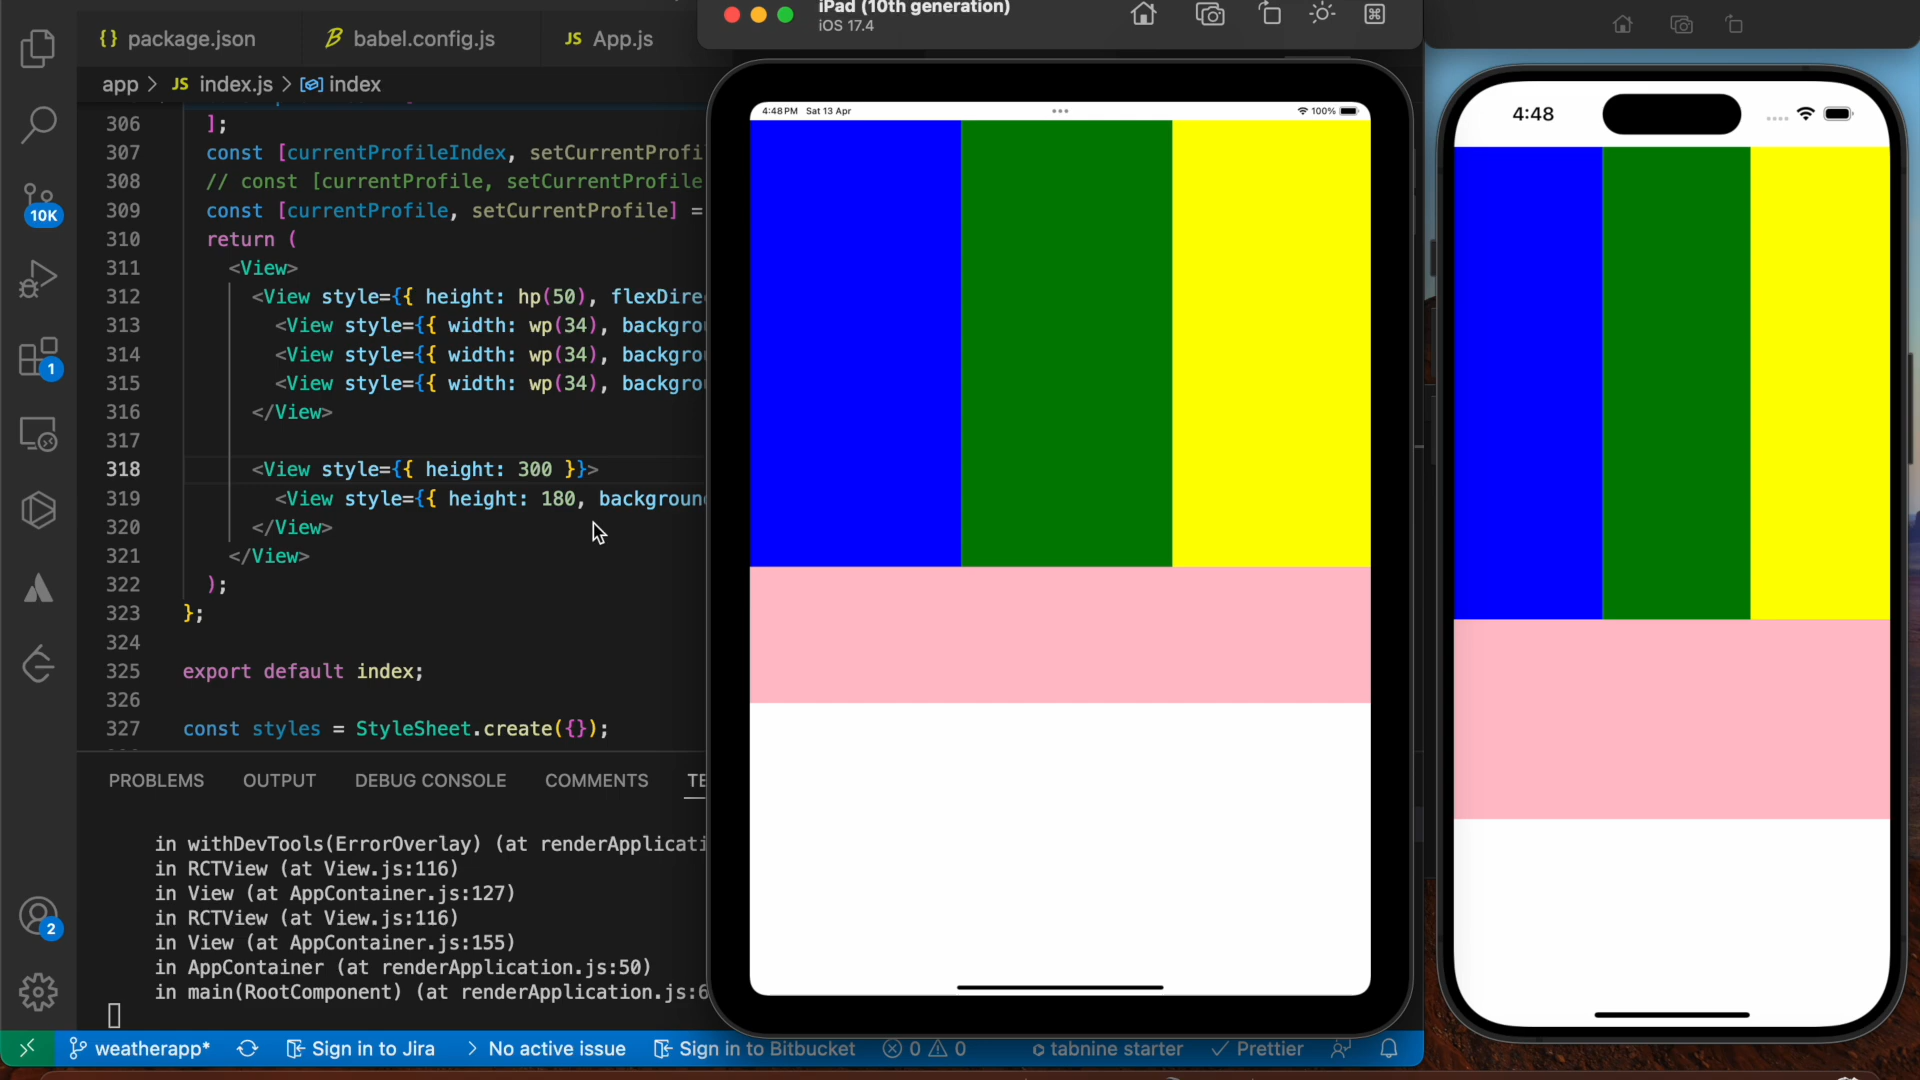 package.json
babel.config.js
JS App.js
app > JS index.js > index
306 ];
307 const [currentProfileIndex, setCurrentProfi
308 // const [currentProfile, setCurrentProfile
309 const [currentProfile, setCurrentProfile] =
310 return (
311 <View>
312 <View style={{ height: hp(50), flexDire
313 <View style={{ width: wp(34), backgrou
314 <View style={{ width: wp(34), backgrou
315 <View style={{ width: wp(34), backgrou
316 </View>
317
318 <View style={{ height: 300 }}>
319 <View style={{ height: 180, background
320 </View>
321 </View>
322 );
323 };
324
325 export default index;
326
327 const styles = StyleSheet.create({});
10K
1
2
PROBLEMS OUTPUT DEBUG CONSOLE COMMENTS TE
in withDevTools(ErrorOverlay) (at renderApplicati
in RCTView (at View.js:116)
in View (at AppContainer.js:127)
in RCTView (at View.js:116)
in View (at AppContainer.js:155)
in AppContainer (at renderApplication.js:50)
in main(RootComponent) (at renderApplication.js:6
weatherapp* Sign in to Jira > No active issue Sign in to Bitbucket 0 0 tabnine starter Prettier
iPad (10th generation)
iOS 17.4
4:48 PM Sat 13 Apr
100%
4:48